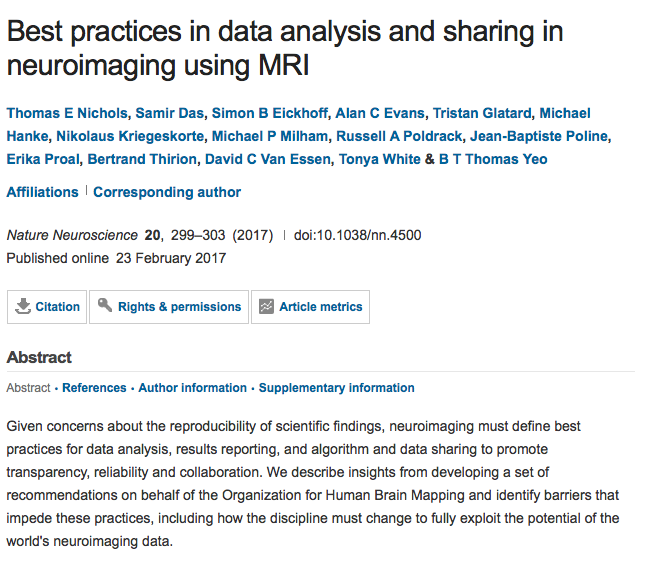 Best practices in data analysis and sharing in
neuroimaging using MRI
Thomas E Nichols, Samir Das, Simon B Eickhoff, Alan C Evans, Tristan Glatard, Michael
Hanke, Nikolaus Kriegeskorte, Michael P Milham, Russell A Poldrack, Jean-Baptiste Poline,
Erika Proal, Bertrand Thirion, David C Van Essen, Tonya White & B T Thomas Yeo
Affiliations | Corresponding author
Nature Neuroscience 20, 299–303 (2017) | doi:10.1038/nn.4500
Published online 23 February 2017
Citation Rights & permissions Article metrics
Abstract
Abstract • References • Author information • Supplementary information
Given concerns about the reproducibility of scientific findings, neuroimaging must define best
practices for data analysis, results reporting, and algorithm and data sharing to promote
transparency, reliability and collaboration. We describe insights from developing a set of
recommendations on behalf of the Organization for Human Brain Mapping and identify barriers that
impede these practices, including how the discipline must change to fully exploit the potential of the
world's neuroimaging data.